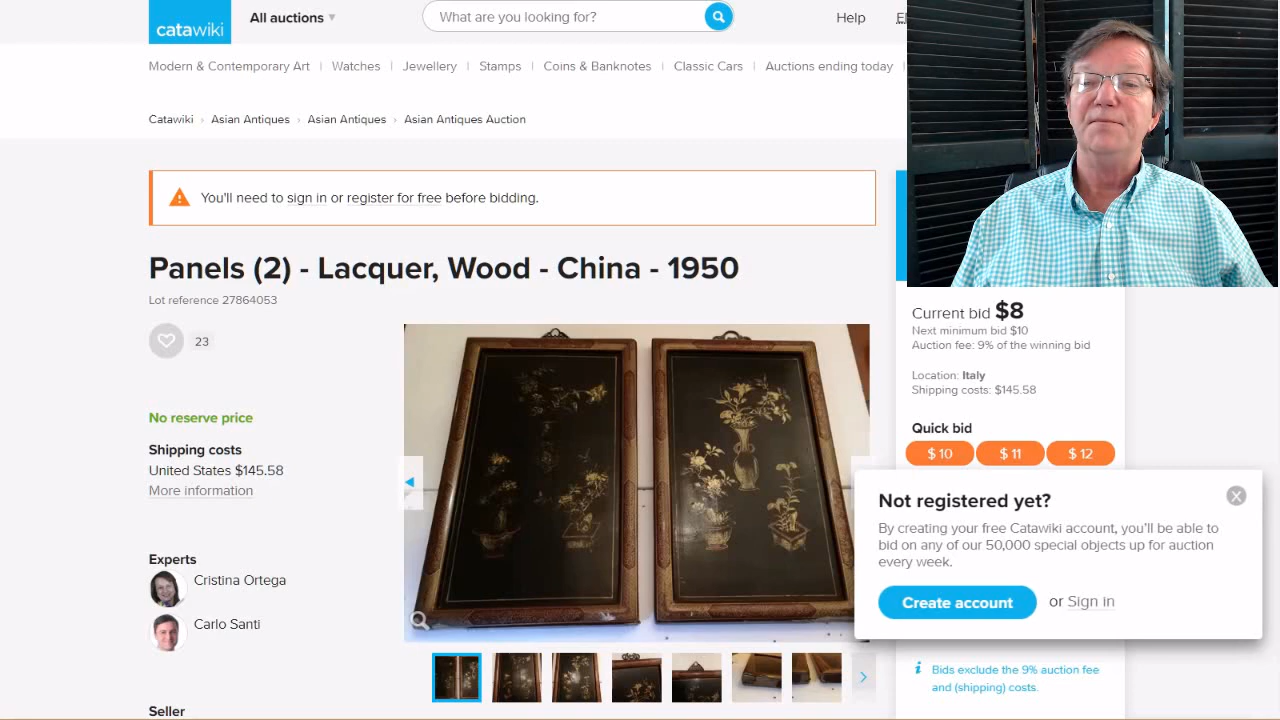 catawiki
All auctions
What are you looking for?
Help
Modern & Contemporary Art | Watches | Jewellery | Stamps | Coins & Banknotes | Classic Cars | Auctions ending today |
Catawiki › Asian Antiques › Asian Antiques › Asian Antiques Auction
You'll need to sign in or register for free before bidding.
Panels (2) - Lacquer, Wood - China - 1950
Lot reference 27864053
23
No reserve price
Shipping costs
United States $145.58
More information
Experts
Cristina Ortega
Carlo Santi
Seller
Current bid $8
Next minimum bid $10
Auction fee: 9% of the winning bid
Location: Italy
Shipping costs: $145.58
Quick bid
$ 10 $ 11 $ 12
Not registered yet?
By creating your free Catawiki account, you'll be able to
bid on any of our 50,000 special objects up for auction
every week.
Create account or Sign in
Bids exclude the 9% auction fee
and (shipping) costs.